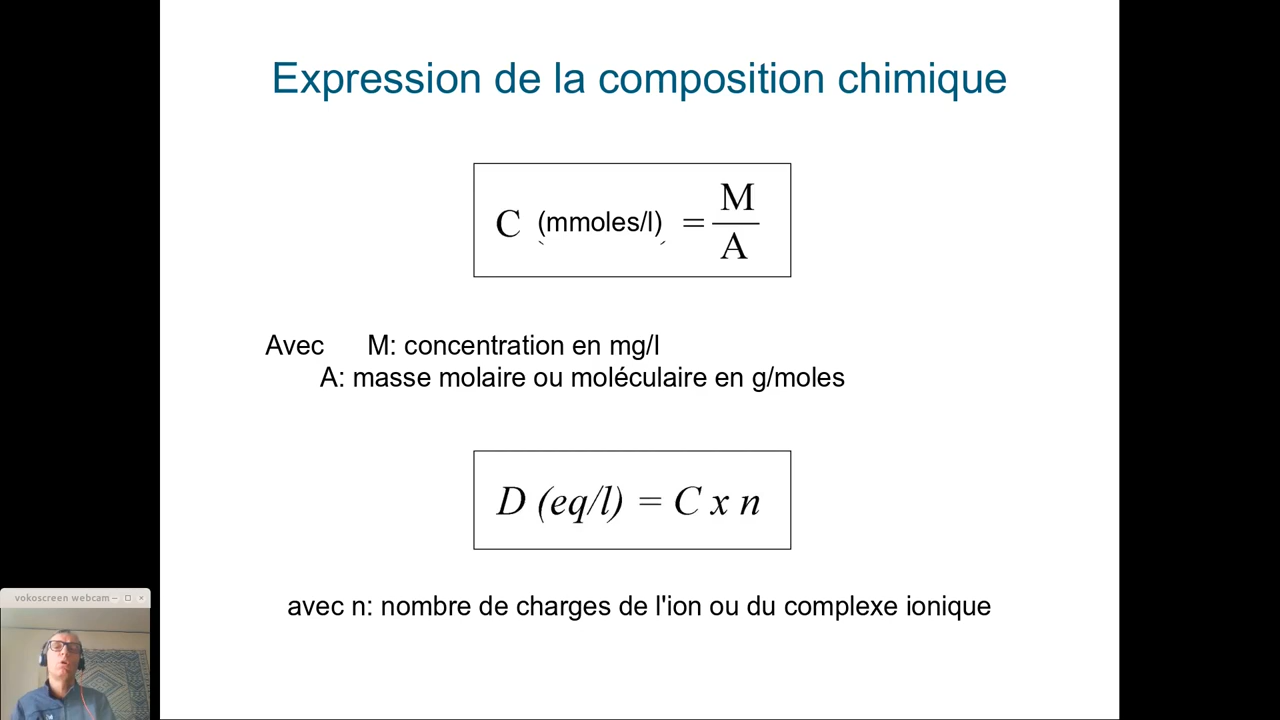 Expression de la composition chimique
C (mmoles/l) = M/A
Avec M: concentration en mg/l
A: masse molaire ou moléculaire en g/moles
D (eq/l) = C x n
avec n: nombre de charges de l'ion ou du complexe ionique
vokoscreen webcam